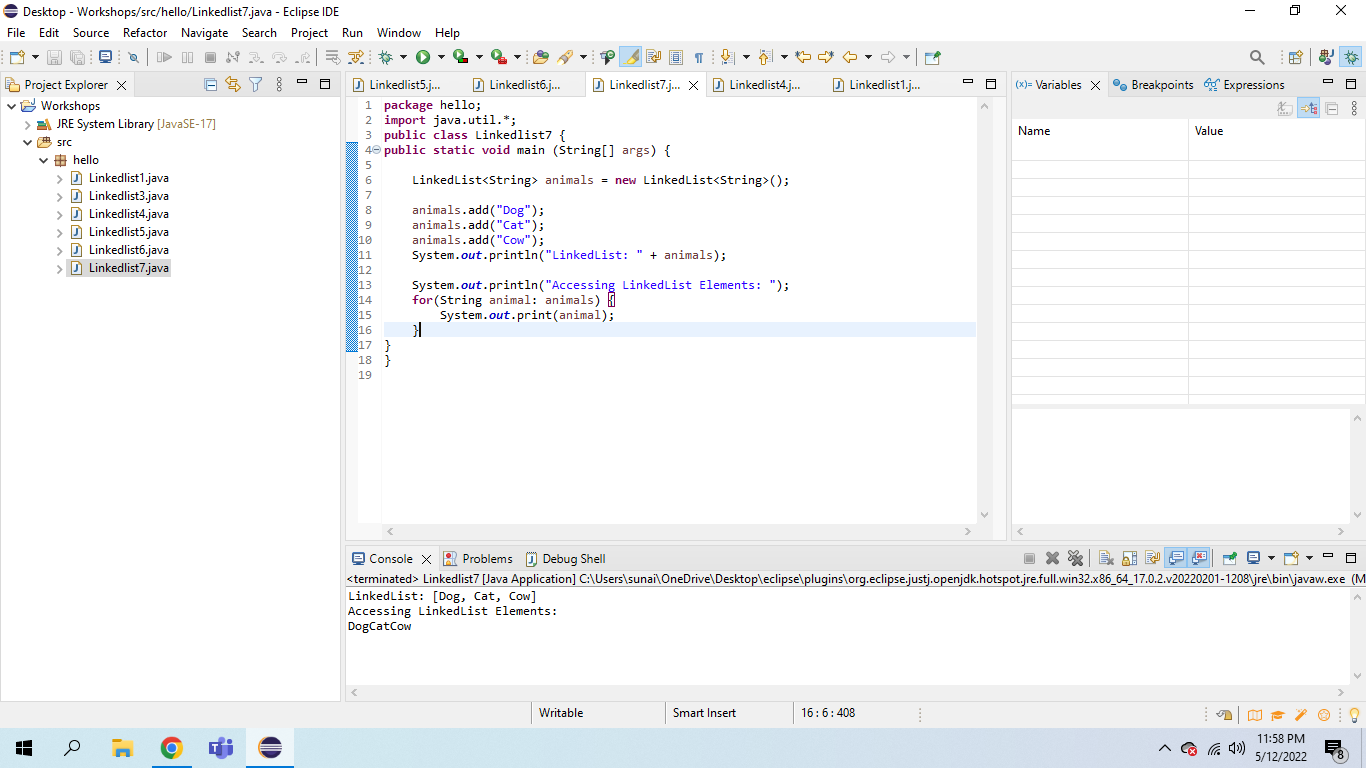 Desktop - Workshops/src/hello/Linkedlist7.java - Eclipse IDE
File Edit Source Refactor Navigate Search Project Run Window Help
Project Explorer
Workshops
JRE System Library [JavaSE-17]
src
hello
Linkedlist1.java
Linkedlist3.java
Linkedlist4.java
Linkedlist5.java
Linkedlist6.java
Linkedlist7.java
Linkedlist5.j... Linkedlist6.j... Linkedlist7.j... Linkedlist4.j... Linkedlist1.j...
1 package hello;
2 import java.util.*;
3 public class Linkedlist7 {
4 public static void main (String[] args) {
5
6 LinkedList<String> animals = new LinkedList<String>();
7
8 animals.add("Dog");
9 animals.add("Cat");
10 animals.add("Cow");
11 System.out.println("LinkedList: " + animals);
12
13 System.out.println("Accessing LinkedList Elements: ");
14 for(String animal: animals) {
15 System.out.print(animal);
16 }
17 }
18 }
19
(x)= Variables Breakpoints Expressions
Name Value
Console Problems Debug Shell
<terminated> Linkedlist7 [Java Application] C:\Users\sunai\OneDrive\Desktop\eclipse\plugins\org.eclipse.justj.openjdk.hotspot.jre.full.win32.x86_64_17.0.2.v20220201-1208\jre\bin\javaw.exe (M
LinkedList: [Dog, Cat, Cow]
Accessing LinkedList Elements:
DogCatCow
Writable Smart Insert 16 : 6 : 408
11:58 PM
5/12/2022
8